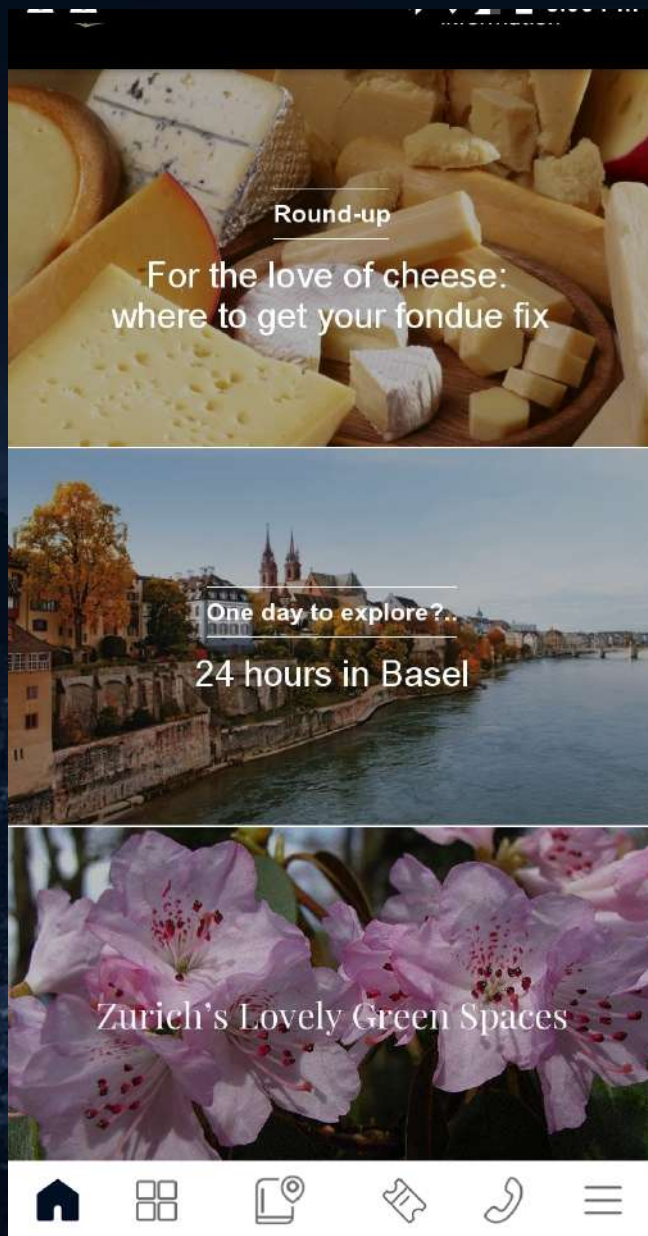 Round-up
For the love of cheese:
where to get your fondue fix
One day to explore?..
24 hours in Basel
Zurich's Lovely Green Spaces